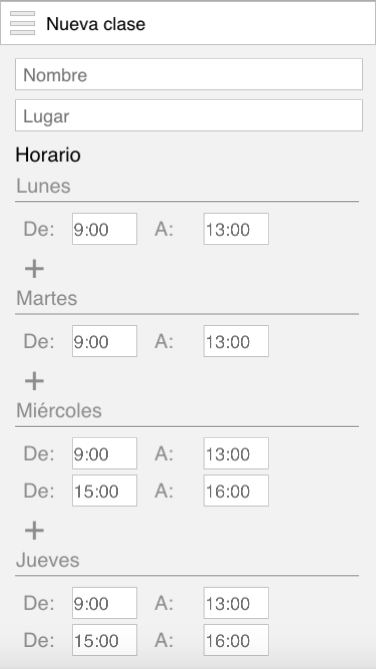 Nueva clase
Nombre
Lugar
Horario
Lunes
De: 9:00 A: 13:00
+
Martes
De: 9:00 A: 13:00
+
Miércoles
De: 9:00 A: 13:00
De: 15:00 A: 16:00
+
Jueves
De: 9:00 A: 13:00
De: 15:00 A: 16:00